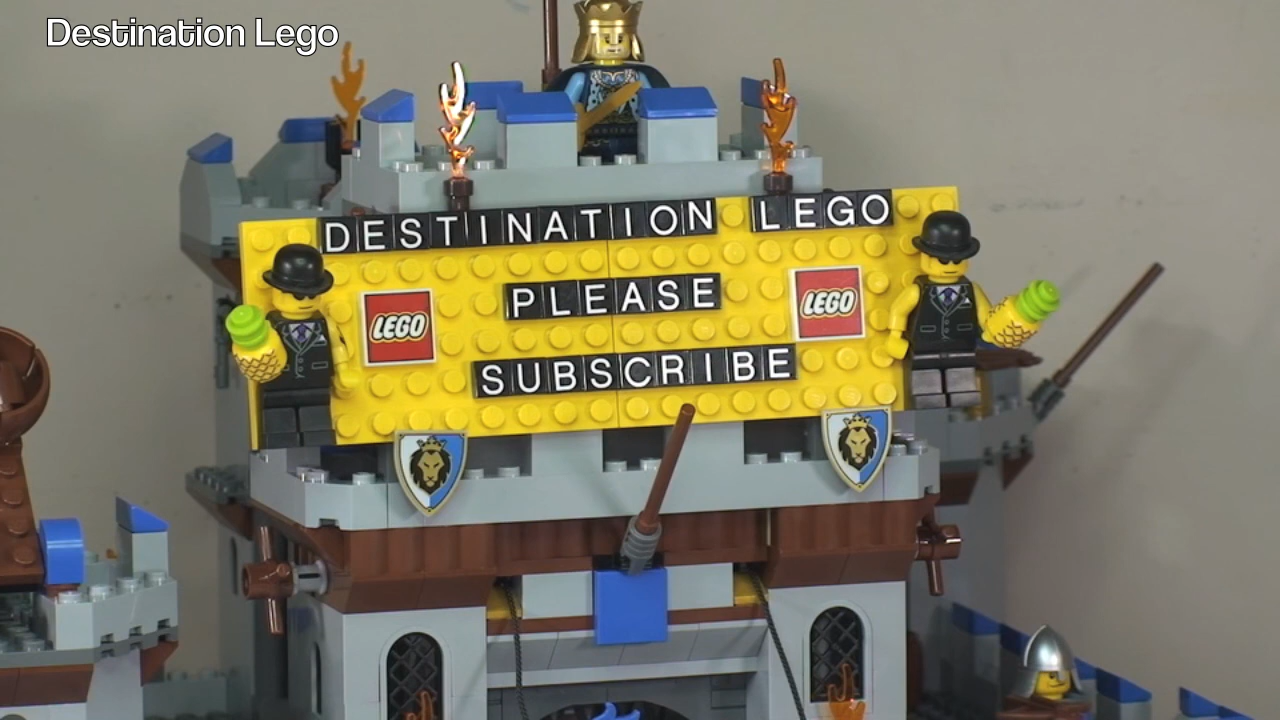 Destination Lego
DESTINATION LEGO
PLEASE
LEGO
LEGO
SUBSCRIBE